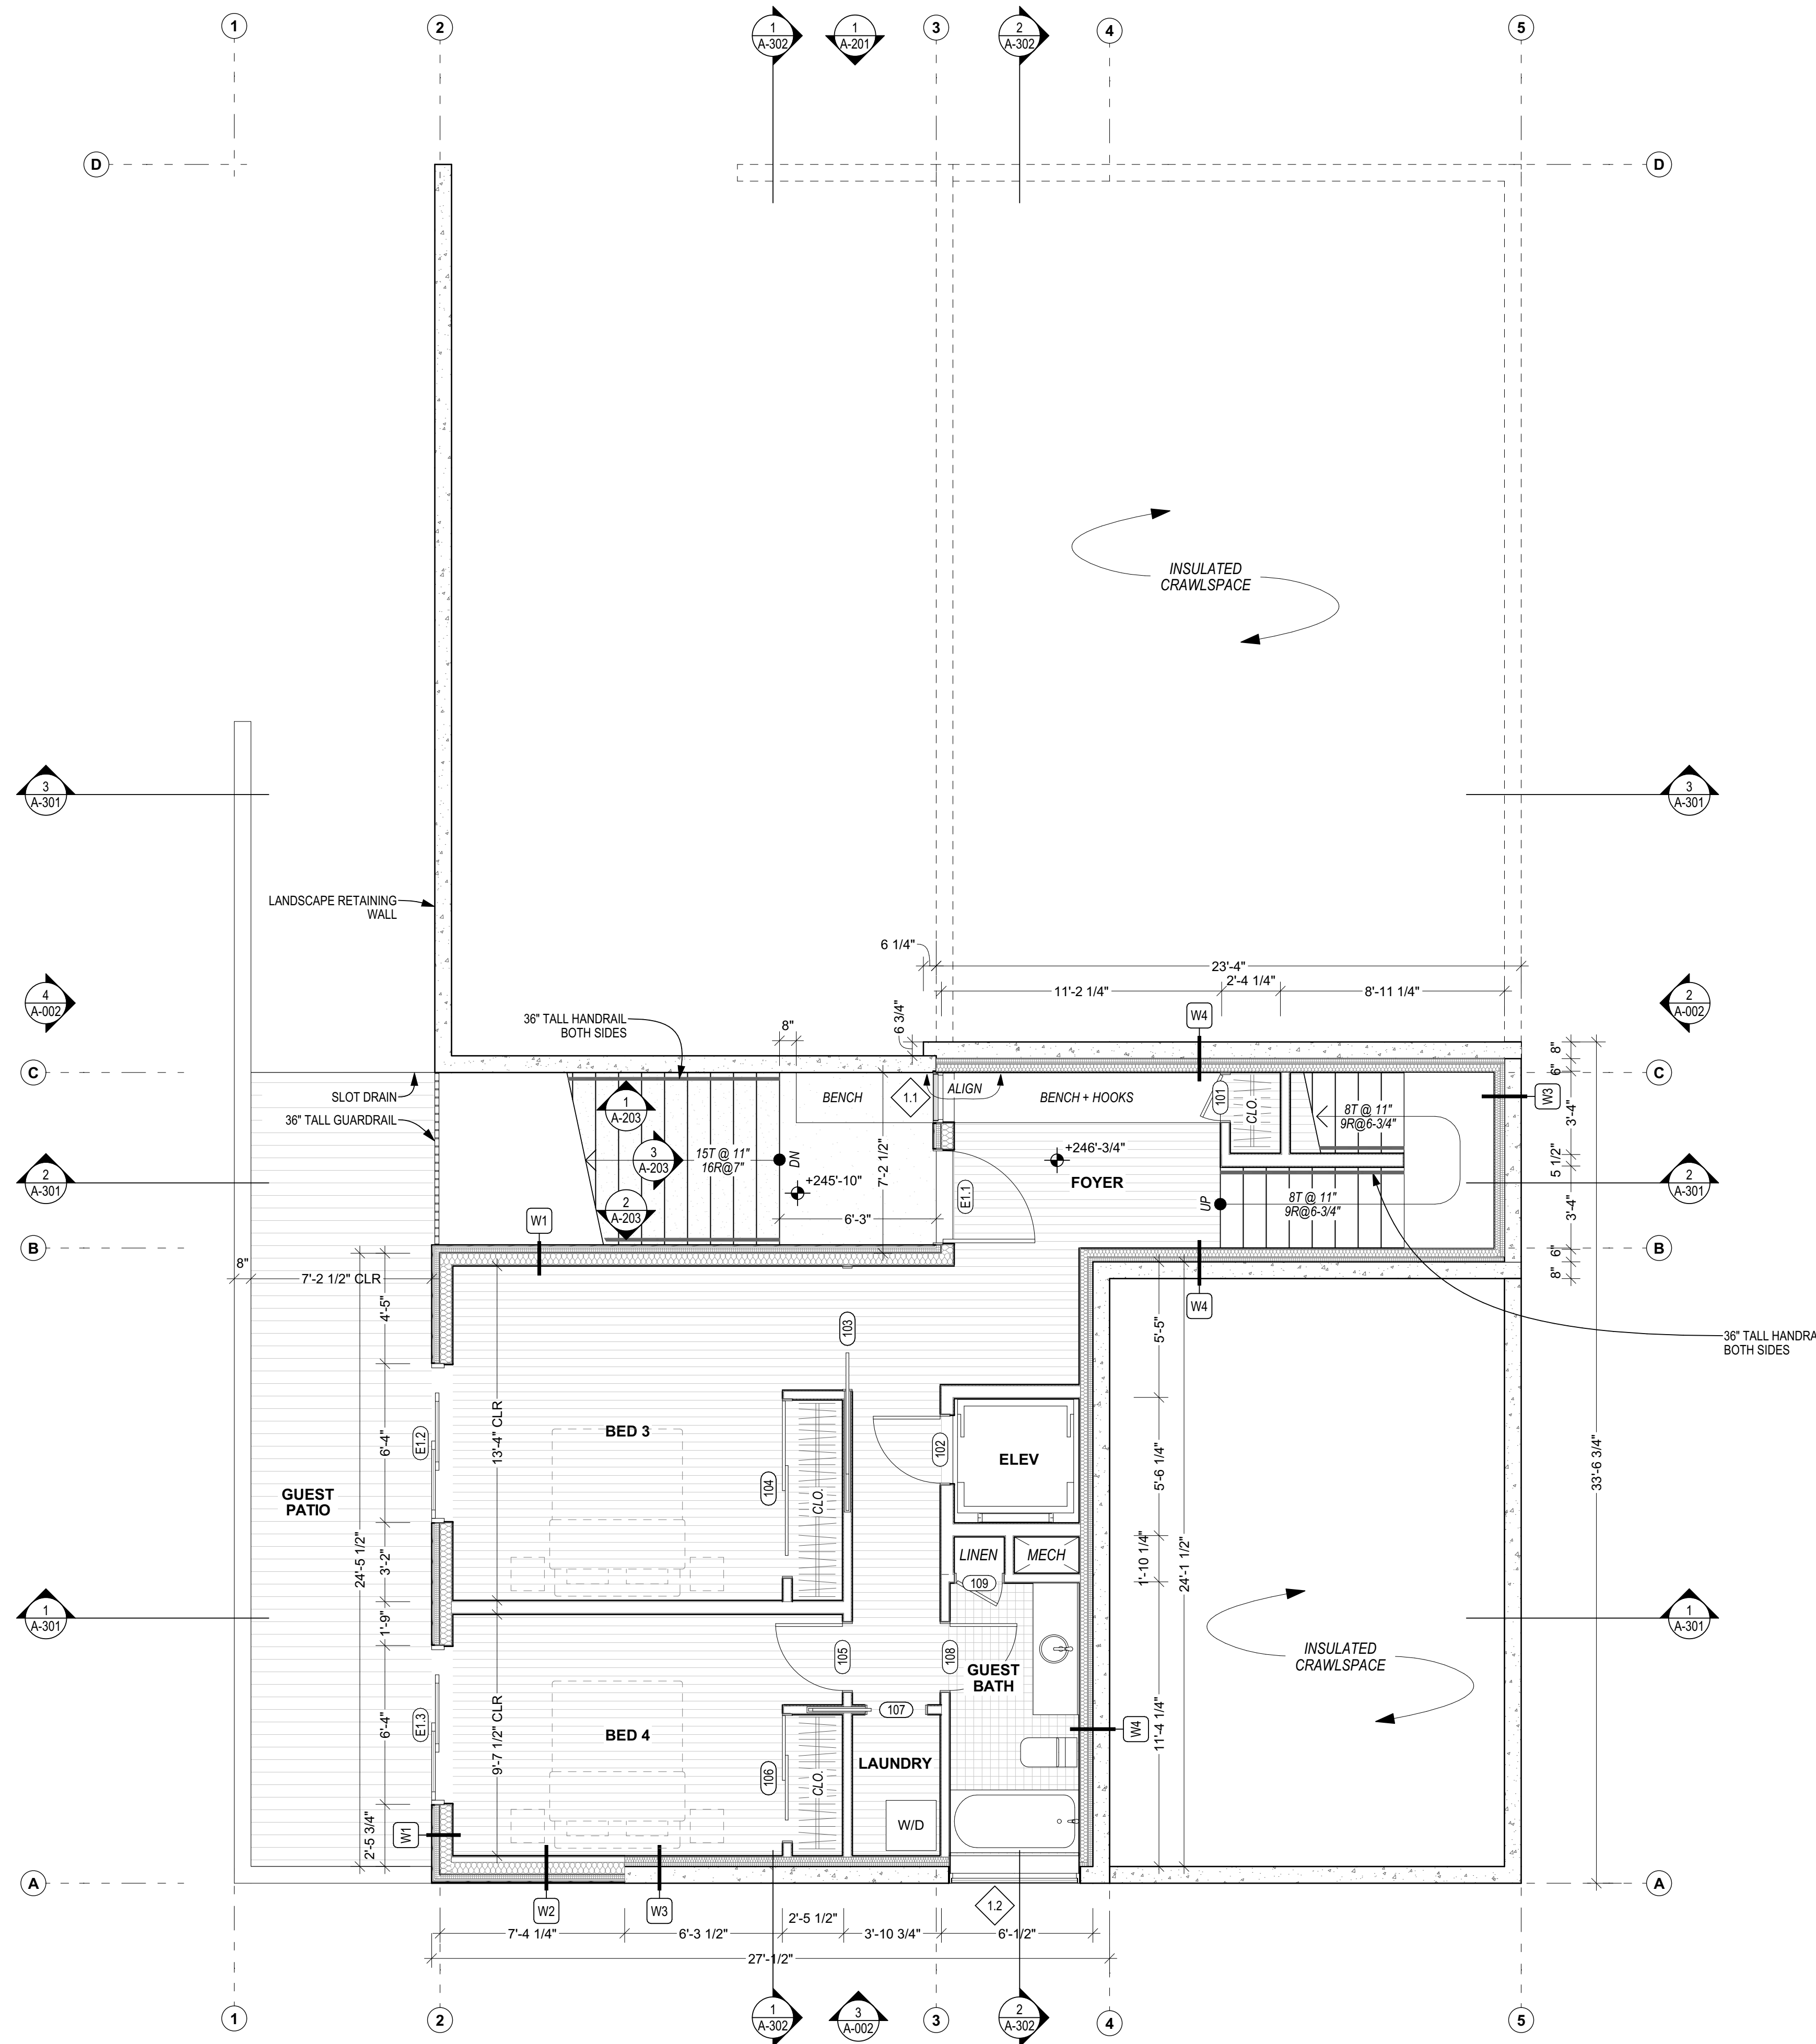 1
2
1
A-302
1
A-201
3
2
A-302
4
5
D
D
INSULATED
CRAWLSPACE
3
A-301
3
A-301
LANDSCAPE RETAINING
WALL
6 1/4"
23'-4"
11'-2 1/4"
2'-4 1/4"
8'-11 1/4"
4
A-002
2
A-002
36" TALL HANDRAIL
BOTH SIDES
8"
6 3/4"
W4
8"
6"
C
C
SLOT DRAIN
36" TALL GUARDRAIL
1
A-203
BENCH
1.1
ALIGN
BENCH + HOOKS
101
CLO.
8T @ 11"
9R@6-3/4"
W3
3'-4"
3
A-203
15T @ 11"
16R@7"
DN
+245'-10"
7'-2 1/2"
+246'-3/4"
FOYER
5 1/2"
2
A-301
2
A-301
2
A-203
6'-3"
E1.1
UP
8T @ 11"
9R@6-3/4"
3'-4"
W1
B
B
8"
7'-2 1/2" CLR
6"
8"
W4
4'-5"
103
5'-5"
36" TALL HANDRA
BOTH SIDES
13'-4" CLR
BED 3
E1.2
6'-4"
104
CLO.
102
ELEV
5'-6 1/4"
33'-6 3/4"
GUEST
PATIO
24'-5 1/2"
3'-2"
LINEN
MECH
109
1'-10 1/4"
24'-1 1/2"
1
A-301
1
A-301
1'-9"
105
108
GUEST
BATH
INSULATED
CRAWLSPACE
E1.3
6'-4"
9'-7 1/2" CLR
BED 4
107
106
CLO.
LAUNDRY
W4
11'-4 1/4"
2'-5 3/4"
W1
W/D
A
A
W2
W3
1.2
7'-4 1/4"
6'-3 1/2"
2'-5 1/2"
3'-10 3/4"
6'-1/2"
27'-1/2"
1
2
1
A-302
3
A-002
3
2
A-302
4
5